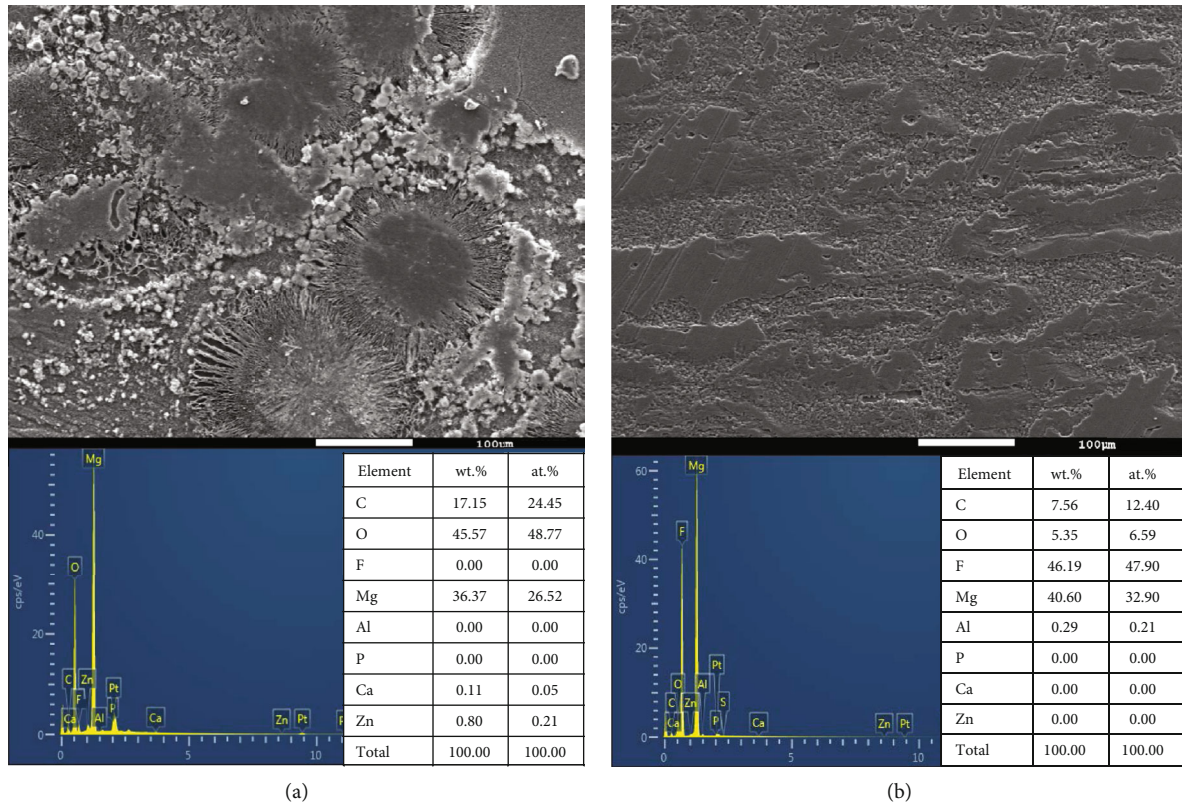 100μm
100μm
Mg
O
C
Zn
F
Ca
Al
Pt
P
Ca
Zn
Pt
cps/eV
40
20
0
0
5
10
Element wt.% at.%
C 17.15 24.45
O 45.57 48.77
F 0.00 0.00
Mg 36.37 26.52
Al 0.00 0.00
P 0.00 0.00
Ca 0.11 0.05
Zn 0.80 0.21
Total 100.00 100.00
Mg
F
O
C
Ca
Zn
Al
Pt
P
S
Ca
Zn
Pt
cps/eV
60
40
20
0
0
5
10
Element wt.% at.%
C 7.56 12.40
O 5.35 6.59
F 46.19 47.90
Mg 40.60 32.90
Al 0.29 0.21
P 0.00 0.00
Ca 0.00 0.00
Zn 0.00 0.00
Total 100.00 100.00
(a)
(b)